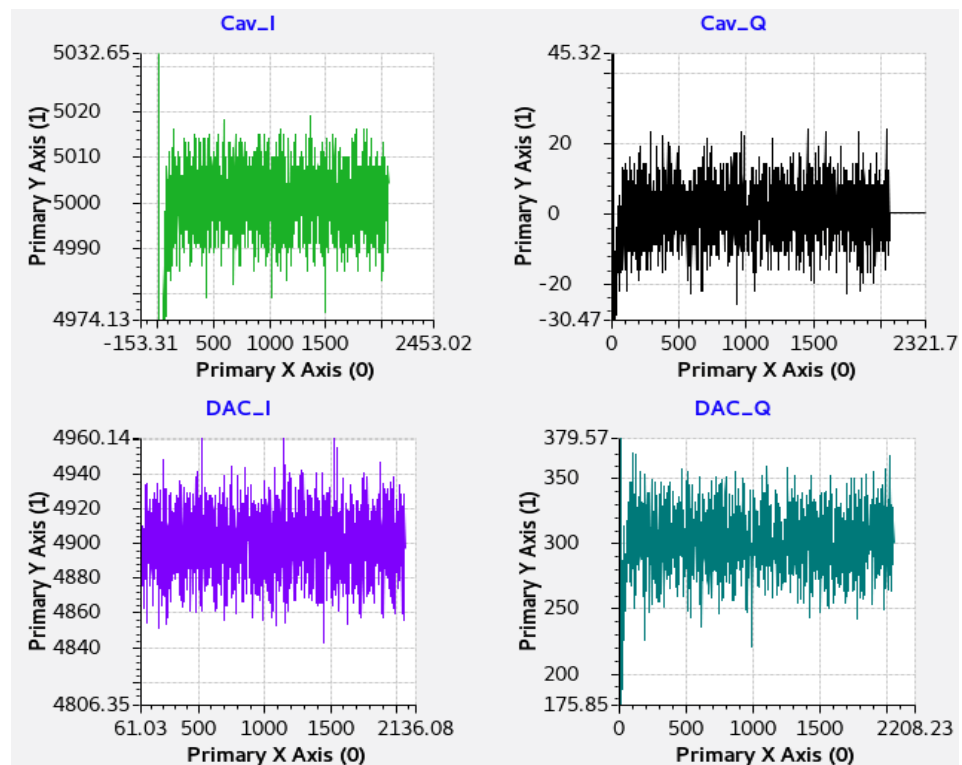 Cav_I
5032.65
5020
5010
5000
4990
4974.13
Primary Y Axis (1)
-153.31 500 1000 1500 2453.02
Primary X Axis (0)
Cav_Q
45.32
20
0
-20
-30.47
Primary Y Axis (1)
0 500 1000 1500 2321.7
Primary X Axis (0)
DAC_I
4960.14
4940
4920
4900
4880
4860
4840
4806.35
Primary Y Axis (1)
61.03 500 1000 1500 2136.08
Primary X Axis (0)
DAC_Q
379.57
350
300
250
200
175.85
Primary Y Axis (1)
0 500 1000 1500 2208.23
Primary X Axis (0)